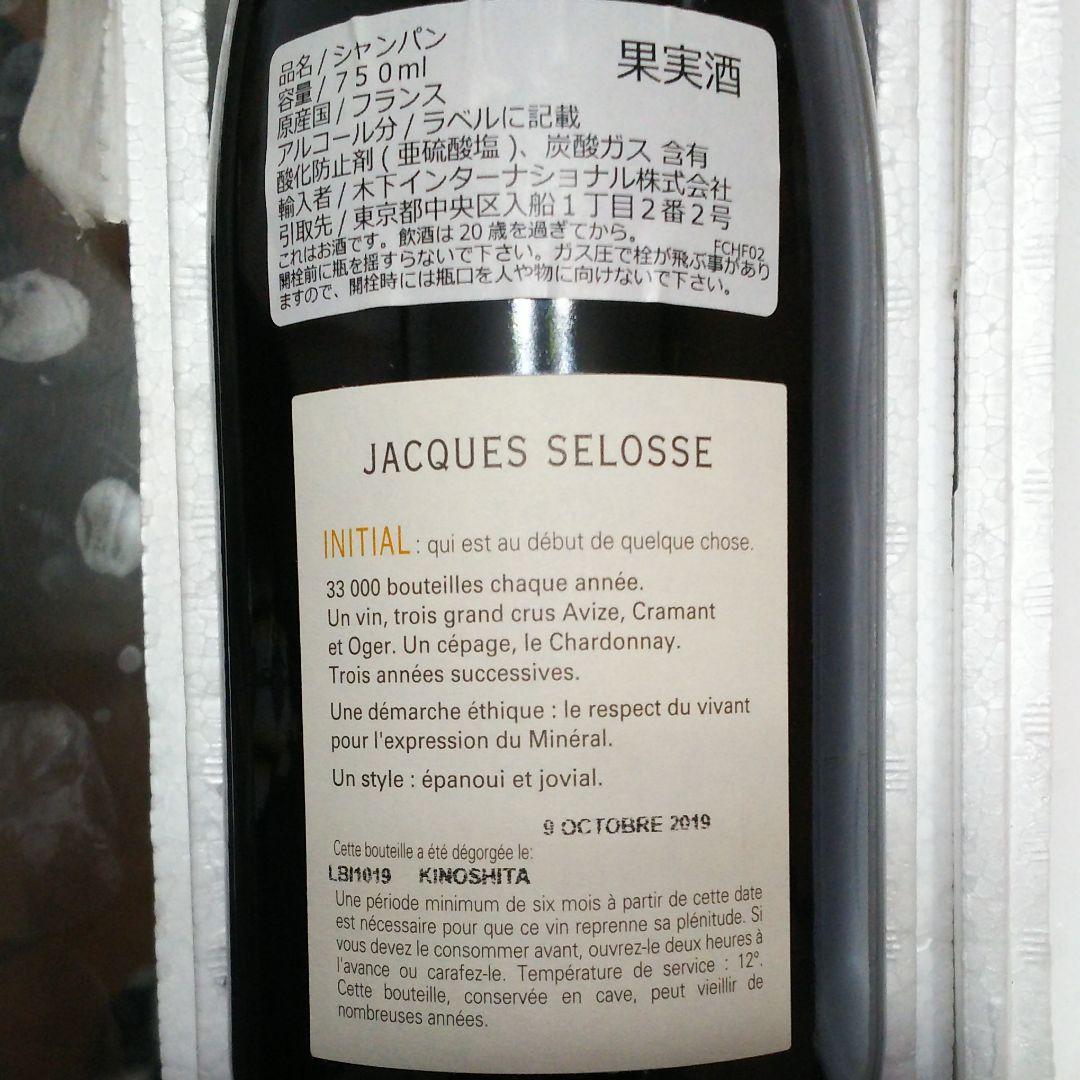 品名/シャンパン
果実酒
容量/750ml
原産国/フランス
アルコール分/ラベルに記載
酸化防止剤(亜硫酸塩)、炭酸ガス 含有
輸入者/木下インターナショナル株式会社
引取先/東京都中央区入船1丁目2番2号
これはお酒です。飲酒は20歳を過ぎてから。 FCHF02
開栓前に瓶を揺すらないで下さい。ガス圧で栓が飛ぶ事があり
ますので、開栓時には瓶口を人や物に向けないで下さい。
JACQUES SELOSSE
INITIAL : qui est au début de quelque chose.
33 000 bouteilles chaque année.
Un vin, trois grand crus Avize, Cramant
et Oger. Un cépage, le Chardonnay.
Trois années successives.
Une démarche éthique : le respect du vivant
pour l'expression du Minéral.
Un style : épanoui et jovial.
9 OCTOBRE 2019
Cette bouteille a été dégorgée le:
LBI1019 KINOSHITA
Une période minimum de six mois à partir de cette date
est nécessaire pour que ce vin reprenne sa plénitude. Si
vous devez le consommer avant, ouvrez-le deux heures à
l'avance ou carafez-le. Température de service : 12°.
Cette bouteille, conservée en cave, peut vieillir de
nombreuses années.